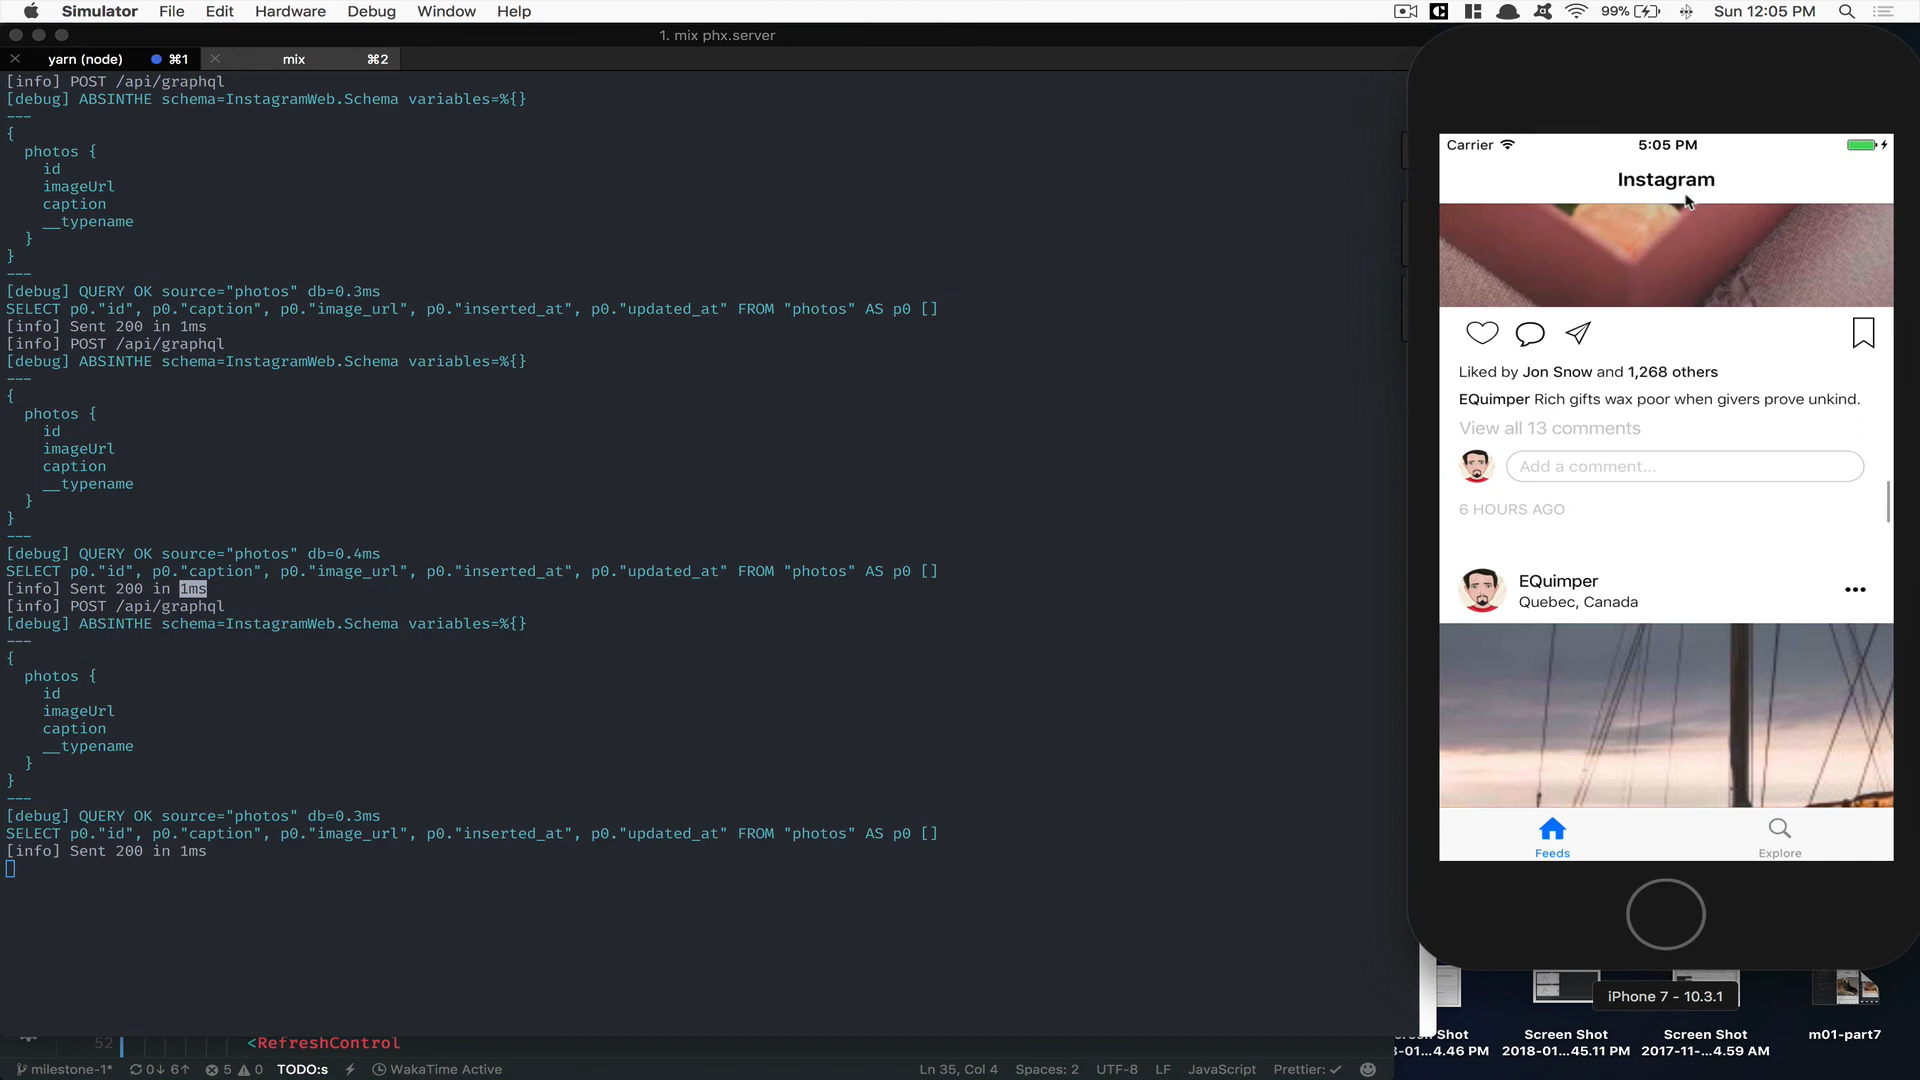 Simulator File Edit Hardware Debug Window Help
99% Sun 12:05 PM
1. mix phx.server
yarn (node) ⌘1 mix ⌘2
[info] POST /api/graphql
[debug] ABSINTHE schema=InstagramWeb.Schema variables=%{}
---
{
photos {
id
imageUrl
caption
__typename
}
}
---
[debug] QUERY OK source="photos" db=0.3ms
SELECT p0."id", p0."caption", p0."image_url", p0."inserted_at", p0."updated_at" FROM "photos" AS p0 []
[info] Sent 200 in 1ms
[info] POST /api/graphql
[debug] ABSINTHE schema=InstagramWeb.Schema variables=%{}
---
{
photos {
id
imageUrl
caption
__typename
}
}
---
[debug] QUERY OK source="photos" db=0.4ms
SELECT p0."id", p0."caption", p0."image_url", p0."inserted_at", p0."updated_at" FROM "photos" AS p0 []
[info] Sent 200 in 1ms
[info] POST /api/graphql
[debug] ABSINTHE schema=InstagramWeb.Schema variables=%{}
---
{
photos {
id
imageUrl
caption
__typename
}
}
---
[debug] QUERY OK source="photos" db=0.3ms
SELECT p0."id", p0."caption", p0."image_url", p0."inserted_at", p0."updated_at" FROM "photos" AS p0 []
[info] Sent 200 in 1ms
52 <RefreshControl
milestone-1* 0↓ 6↑ 5 0 TODO:s WakaTime Active Ln 35, Col 4 Spaces: 2 UTF-8 LF JavaScript Prettier: ✓
Carrier 5:05 PM
Instagram
Liked by Jon Snow and 1,268 others
EQuimper Rich gifts wax poor when givers prove unkind.
View all 13 comments
Add a comment...
6 HOURS AGO
EQuimper
Quebec, Canada
Feeds Explore
iPhone 7 - 10.3.1
Shot Screen Shot Screen Shot m01-part7
-01...4.46 PM 2018-01...45.11 PM 2017-11-...4.59 AM